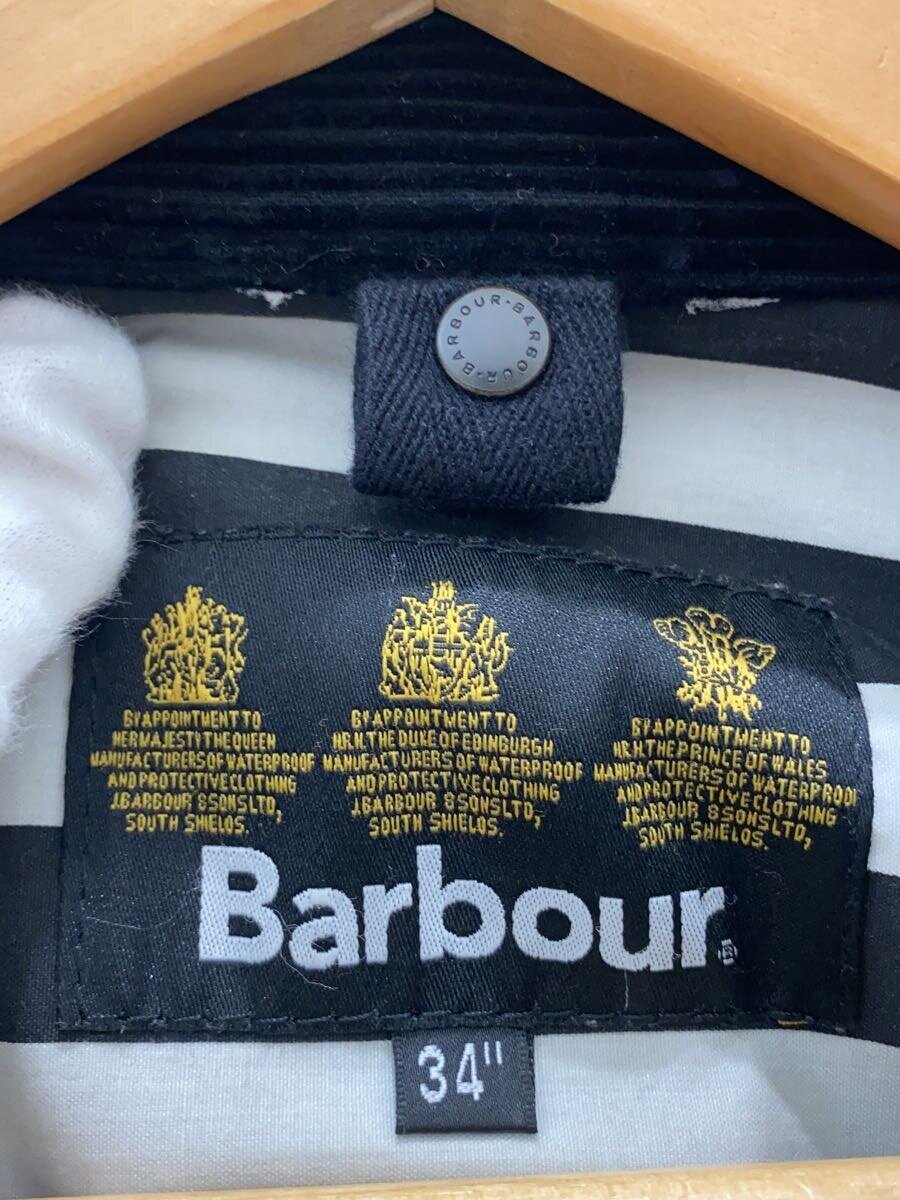 BARBOUR·BARBOUR·BARBOUR·
BY APPOINTMENT TO
HER MAJESTY THE QUEEN
MANUFACTURERS OF WATERPROOF
AND PROTECTIVE CLOTHING
J.BARBOUR & SONS LTD,
SOUTH SHIELDS.
BY APPOINTMENT TO
H.R.H. THE DUKE OF EDINBURGH
MANUFACTURERS OF WATERPROOF
AND PROTECTIVE CLOTHING
J.BARBOUR & SONS LTD,
SOUTH SHIELDS.
BY APPOINTMENT TO
H.R.H. THE PRINCE OF WALES
MANUFACTURERS OF WATERPROOF
AND PROTECTIVE CLOTHING
J.BARBOUR & SONS LTD,
SOUTH SHIELDS.
Barbour®
34"